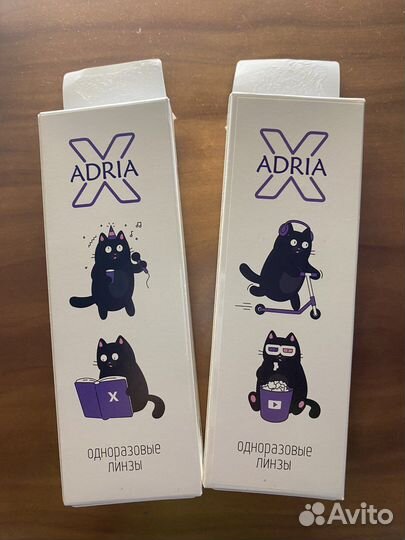 X
ADRIA
X
одноразовые
линзы
X
ADRIA
одноразовые
линзы
Avito